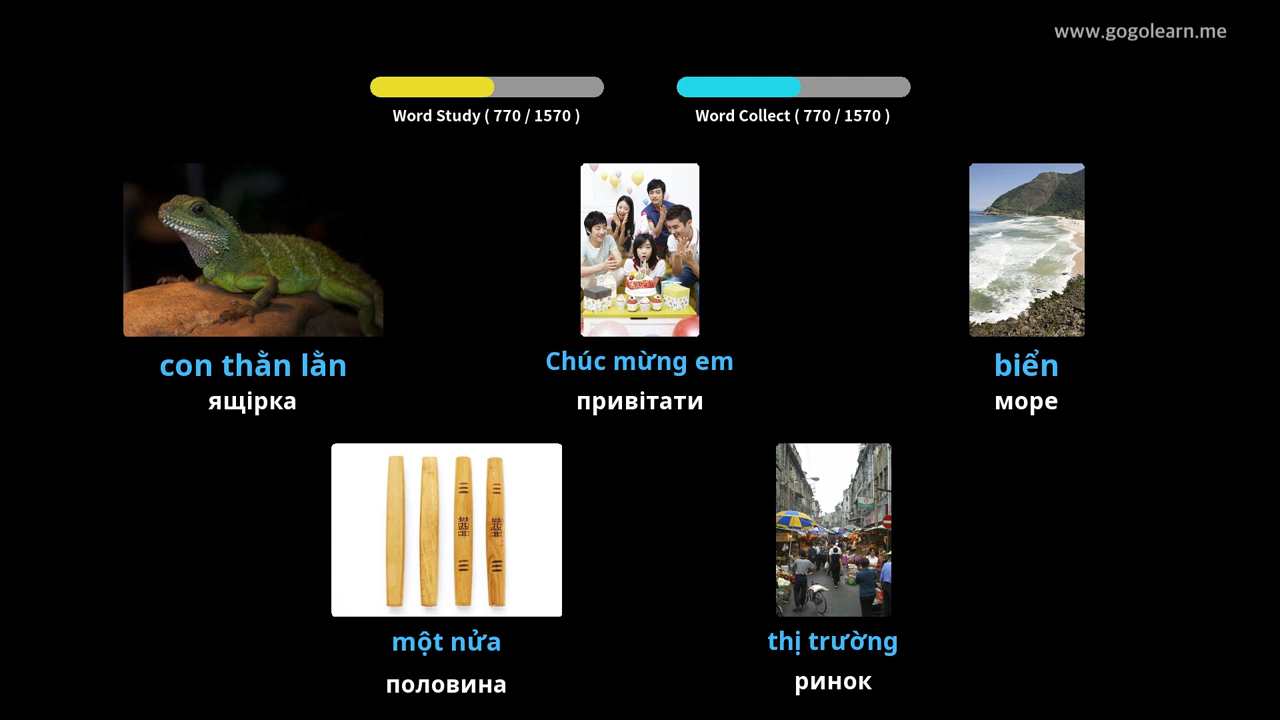 www.gogolearn.me
Word Study ( 770 / 1570 )
Word Collect ( 770 / 1570 )
con thằn lằn
ящірка
Chúc mừng em
привітати
biển
море
một nửa
половина
thị trường
ринок